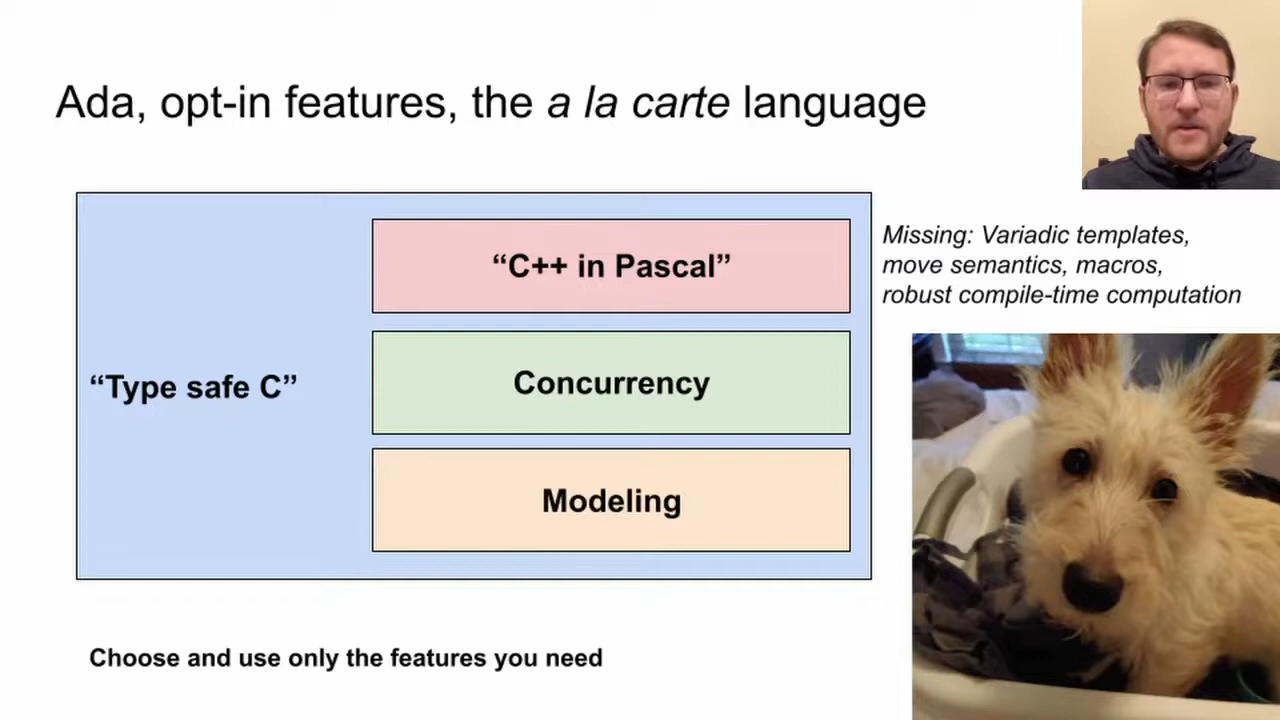 Ada, opt-in features, the a la carte language
“C++ in Pascal”
Missing: Variadic templates,
move semantics, macros,
robust compile-time computation
“Type safe C”
Concurrency
Modeling
Choose and use only the features you need